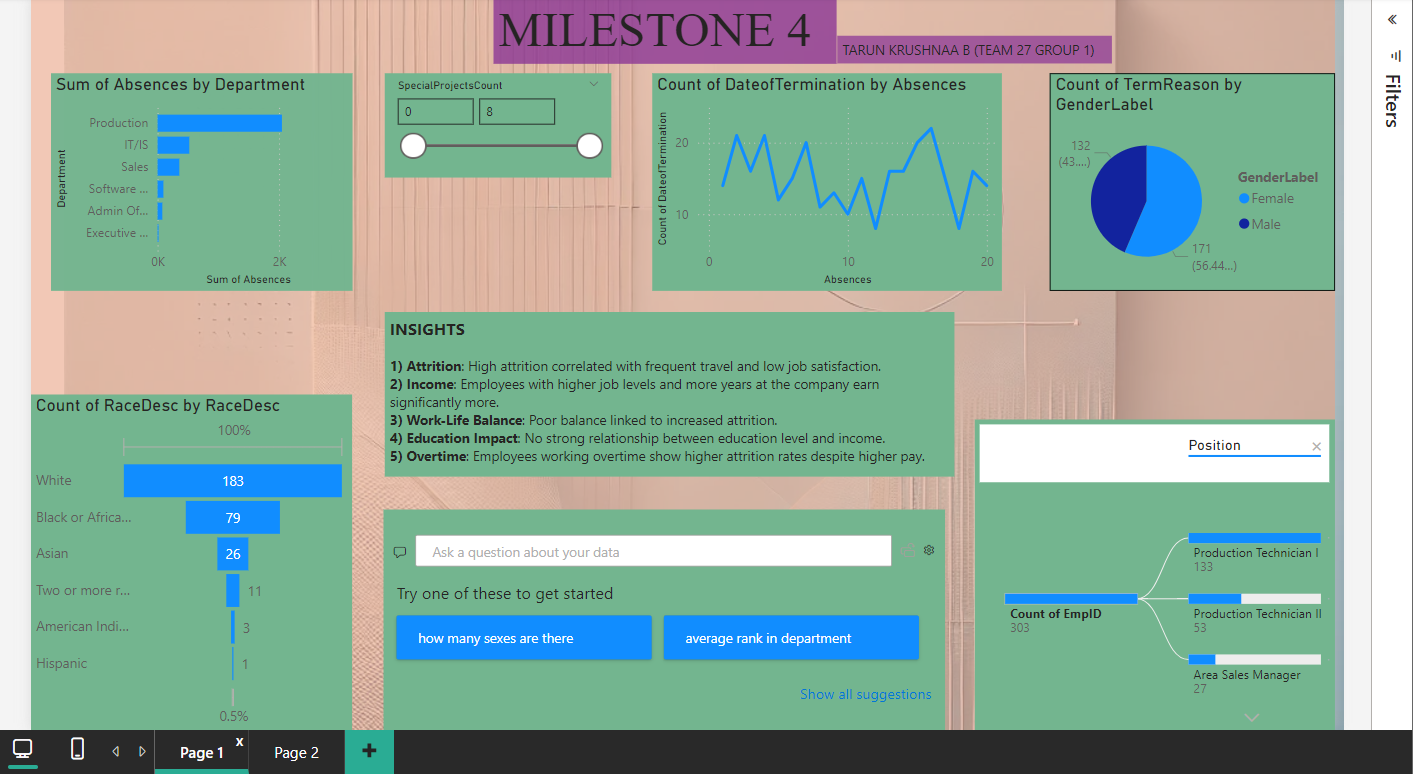 MILESTONE 4
TARUN KRUSHNAA B (TEAM 27 GROUP 1)
Filters
Sum of Absences by Department
Department
Production
IT/IS
Sales
Software ...
Admin Of...
Executive ...
0K
2K
Sum of Absences
SpecialProjectsCount
0
8
Count of DateofTermination by Absences
Count of DateofTermination
20
10
0
10
20
Absences
Count of TermReason by
GenderLabel
132
(43....)
171
(56.44...)
GenderLabel
Female
Male
INSIGHTS
1) Attrition: High attrition correlated with frequent travel and low job satisfaction.
2) Income: Employees with higher job levels and more years at the company earn
significantly more.
3) Work-Life Balance: Poor balance linked to increased attrition.
4) Education Impact: No strong relationship between education level and income.
5) Overtime: Employees working overtime show higher attrition rates despite higher pay.
Count of RaceDesc by RaceDesc
100%
White
183
Black or Africa...
79
Asian
26
Two or more r...
11
American Indi...
3
Hispanic
1
0.5%
Ask a question about your data
Try one of these to get started
how many sexes are there
average rank in department
Show all suggestions
Position
Production Technician I
133
Count of EmpID
303
Production Technician II
53
Area Sales Manager
27
Page 1
x
Page 2
+